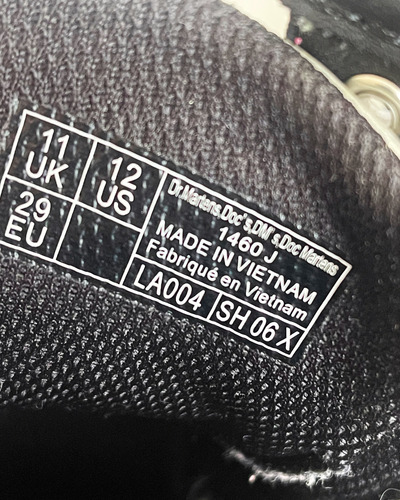 11
UK
12
US
29
EU
Dr.Martens,Doc's,DM's,Doc Martens
1460 J
MADE IN VIETNAM
Fabriqué en Vietnam
LA004
SH 06 X